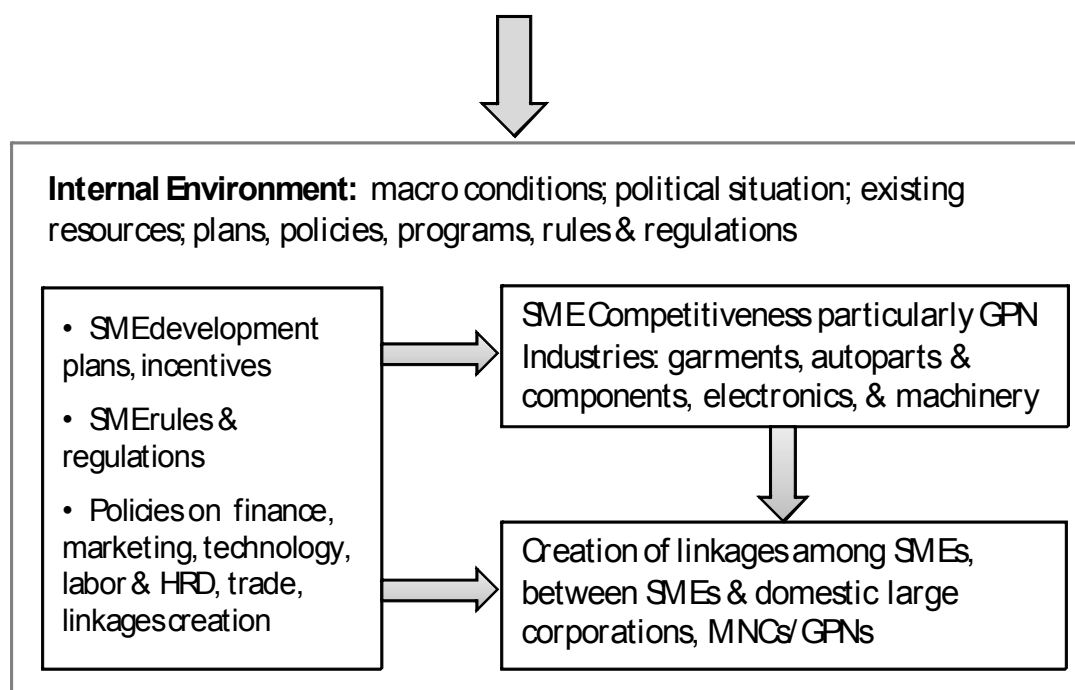 Internal Environment: macro conditions; political situation; existing
resources; plans, policies, programs, rules & regulations
• SME development
plans, incentives
• SME rules &
regulations
• Policies on finance,
marketing, technology,
labor & HRD, trade,
linkages creation
SME Competitiveness particularly GPN
Industries: garments, autoparts &
components, electronics, & machinery
Creation of linkages among SMEs,
between SMEs & domestic large
corporations, MNCs/GPNs